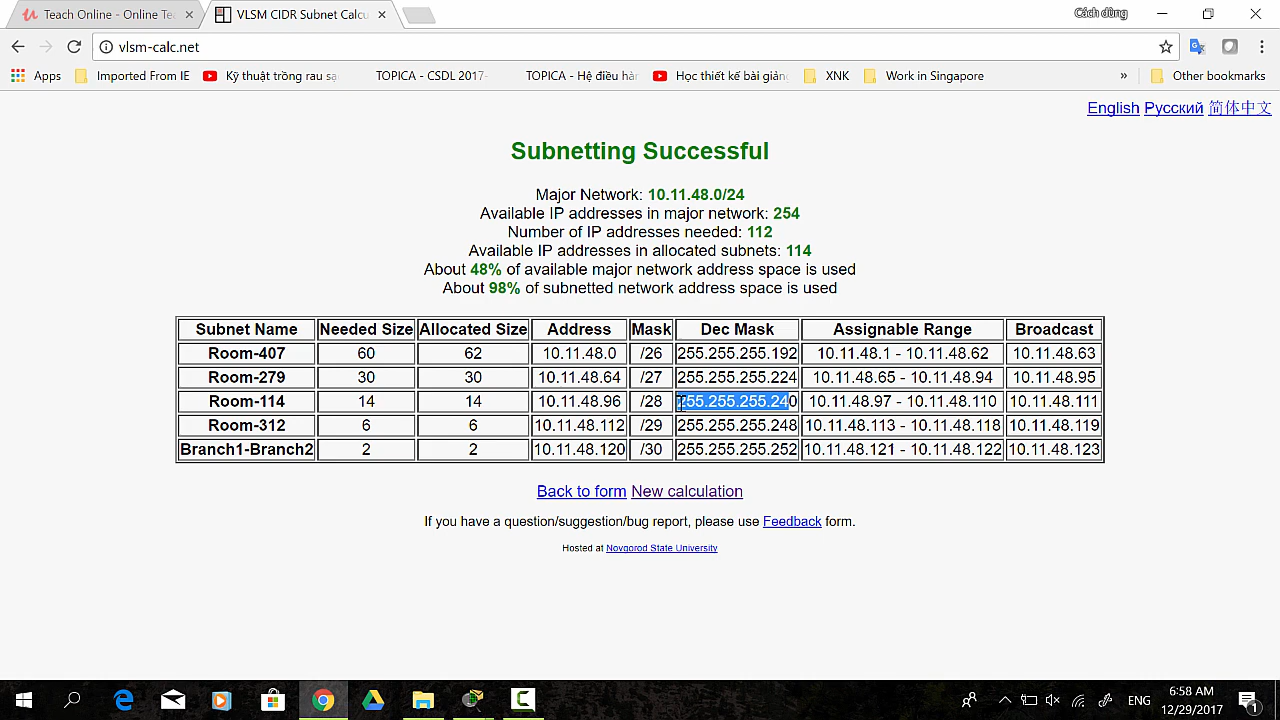 Teach Online - Online Te
VLSM CIDR Subnet Calcu
Cách dùng
vlsm-calc.net
Apps
Imported From IE
Kỹ thuật trồng rau sạ
TOPICA - CSDL 2017-
TOPICA - Hệ điều hàn
Học thiết kế bài giảng
XNK
Work in Singapore
»
Other bookmarks
English Русский 简体中文
Subnetting Successful
Major Network: 10.11.48.0/24
Available IP addresses in major network: 254
Number of IP addresses needed: 112
Available IP addresses in allocated subnets: 114
About 48% of available major network address space is used
About 98% of subnetted network address space is used
Subnet Name Needed Size Allocated Size Address Mask Dec Mask Assignable Range Broadcast
Room-407 60 62 10.11.48.0 /26 255.255.255.192 10.11.48.1 - 10.11.48.62 10.11.48.63
Room-279 30 30 10.11.48.64 /27 255.255.255.224 10.11.48.65 - 10.11.48.94 10.11.48.95
Room-114 14 14 10.11.48.96 /28 255.255.255.240 10.11.48.97 - 10.11.48.110 10.11.48.111
Room-312 6 6 10.11.48.112 /29 255.255.255.248 10.11.48.113 - 10.11.48.118 10.11.48.119
Branch1-Branch2 2 2 10.11.48.120 /30 255.255.255.252 10.11.48.121 - 10.11.48.122 10.11.48.123
Back to form New calculation
If you have a question/suggestion/bug report, please use Feedback form.
Hosted at Novgorod State University
ENG
6:58 AM
12/29/2017
1